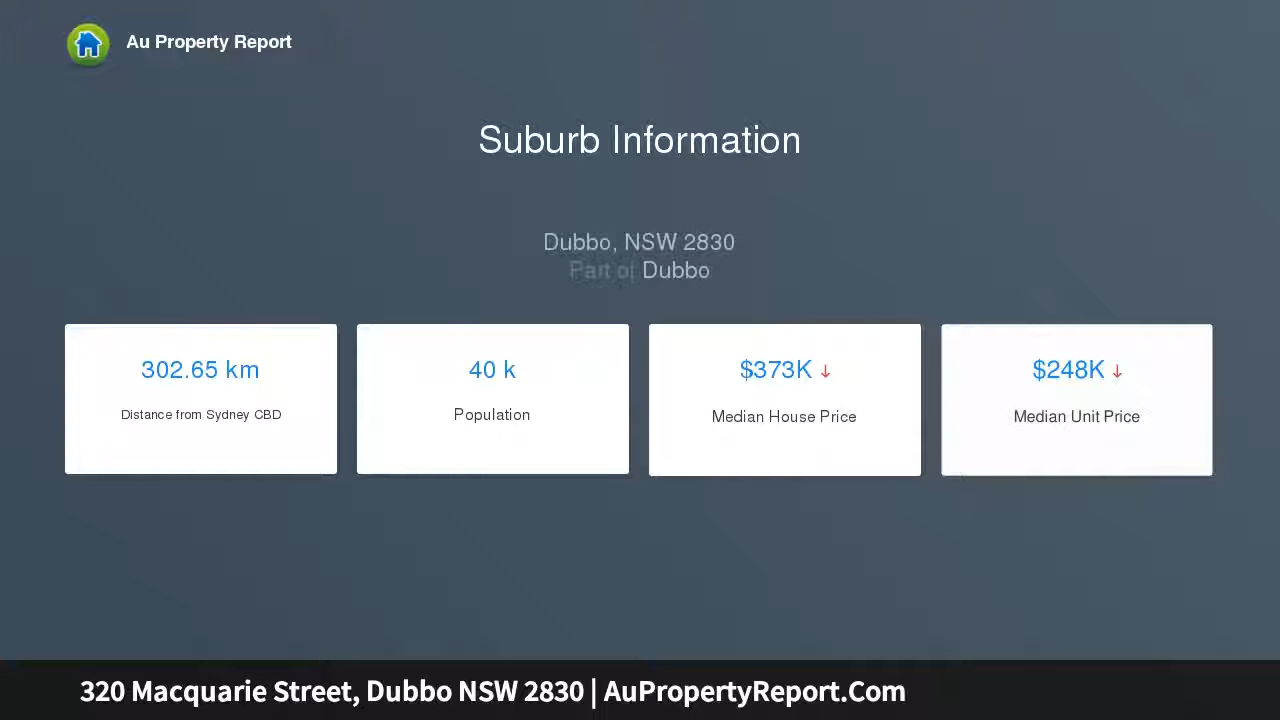 Au Property Report
Suburb Information
Dubbo, NSW 2830
Part of Dubbo
302.65 km
Distance from Sydney CBD
40 k
Population
$373K ↓
Median House Price
$248K ↓
Median Unit Price
320 Macquarie Street, Dubbo NSW 2830 | AuPropertyReport.Com